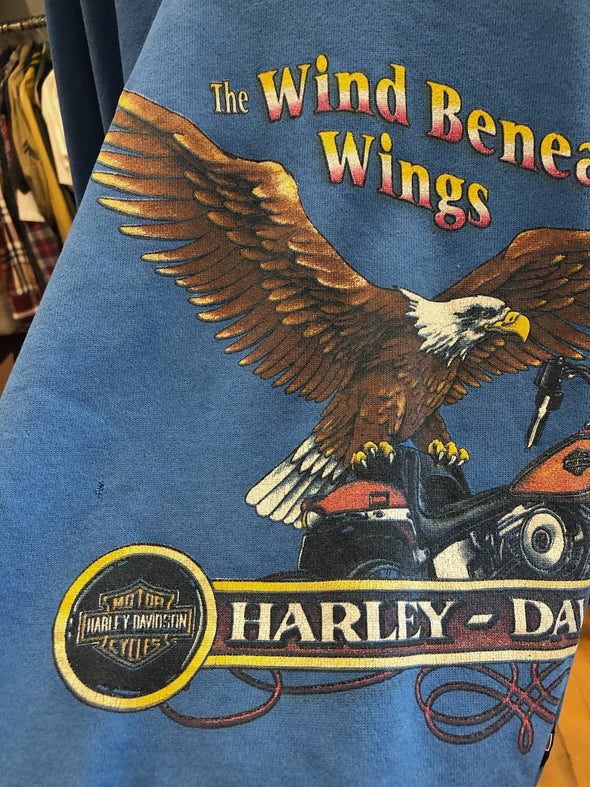 The Wind Benea
Wings
MOTOR
HARLEY-DAVIDSON
CYCLES
HARLEY - DA